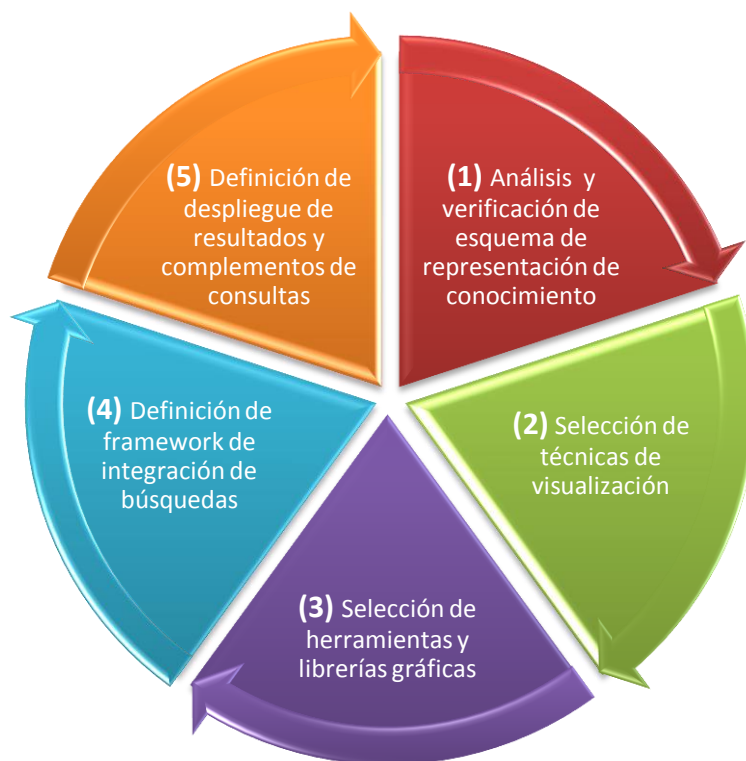 (1) Análisis y
verificación de
esquema de
representación de
conocimiento
(2) Selección de
técnicas de
visualización
(3) Selección de
herramientas y
librerías gráficas
(4) Definición de
framework de
integración de
búsquedas
(5) Definición de
despliegue de
resultados y
complementos de
consultas